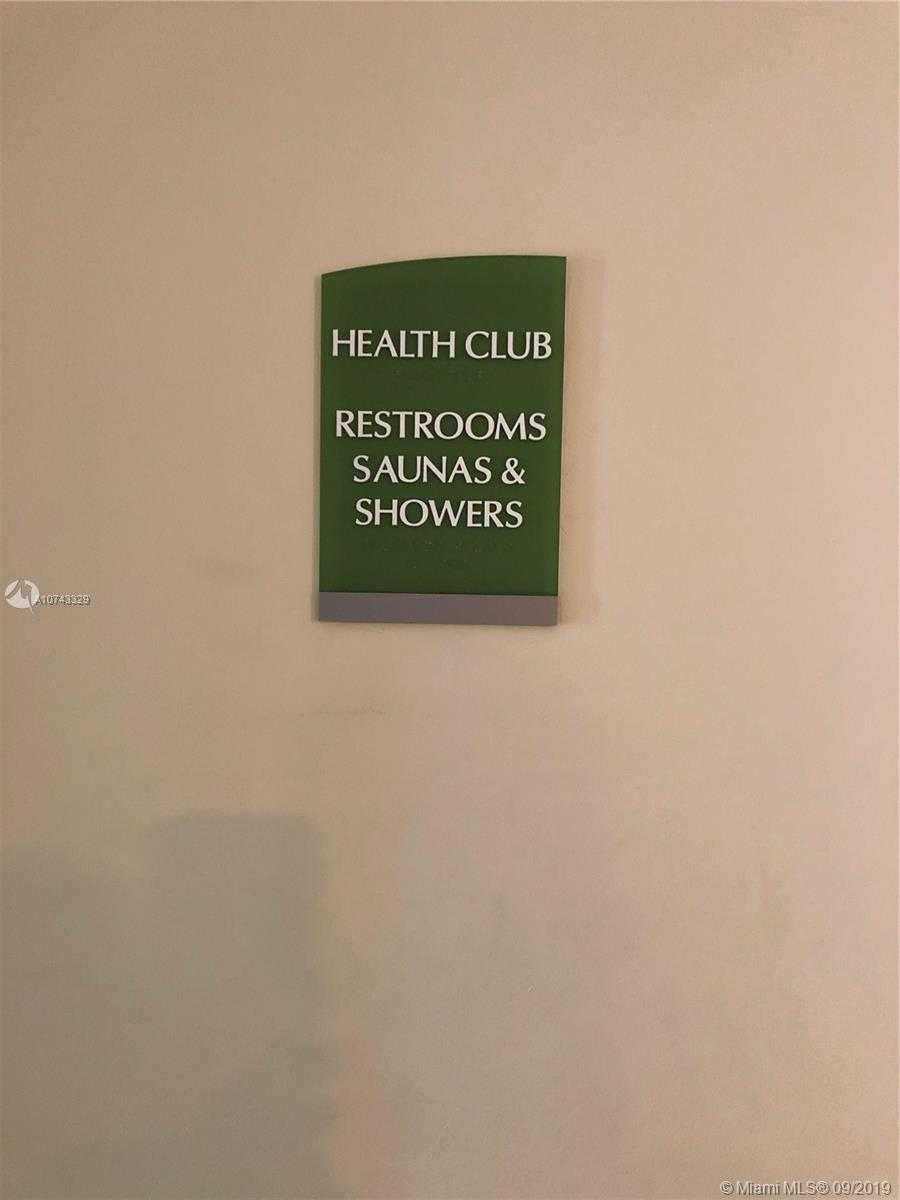 HEALTH CLUB
RESTROOMS
SAUNAS &
SHOWERS
A10743329
© Miami MLS® 09/2019